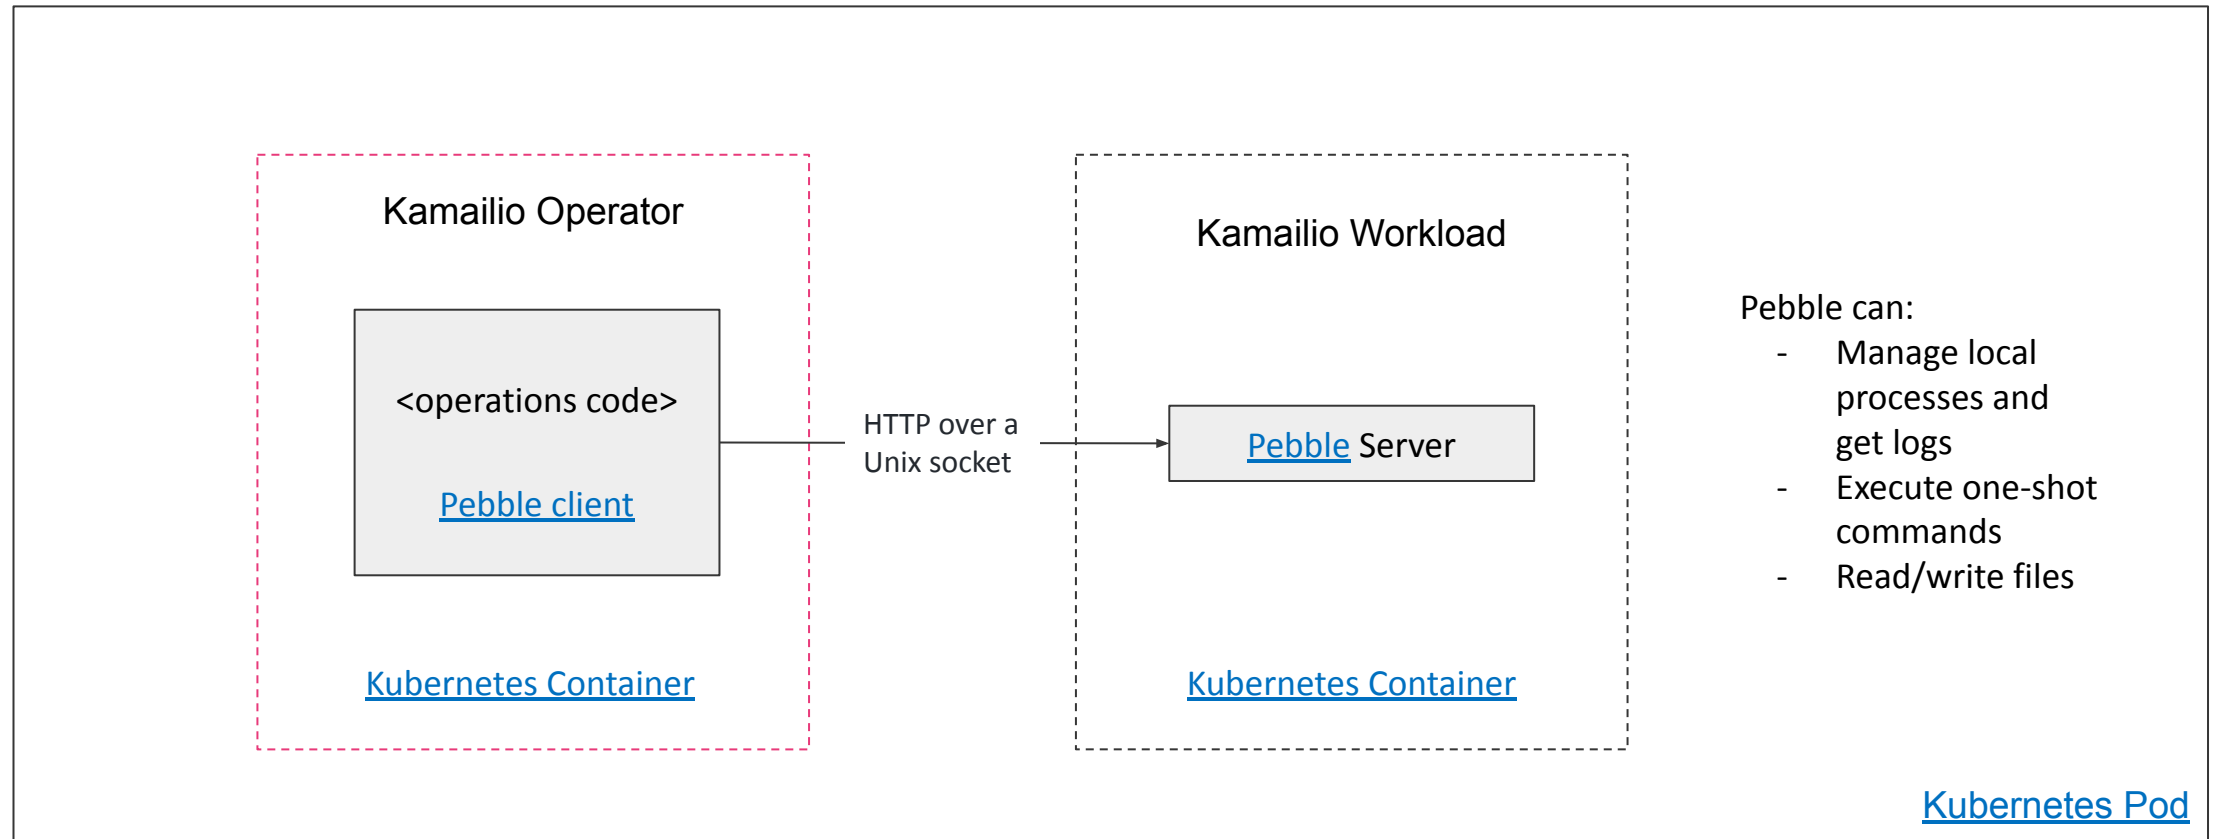 Kamailio Operator
<operations code>
Pebble client
Kubernetes Container
HTTP over a
Unix socket
Kamailio Workload
Pebble Server
Kubernetes Container
Pebble can:
- Manage local
processes and
get logs
- Execute one-shot
commands
- Read/write files
Kubernetes Pod